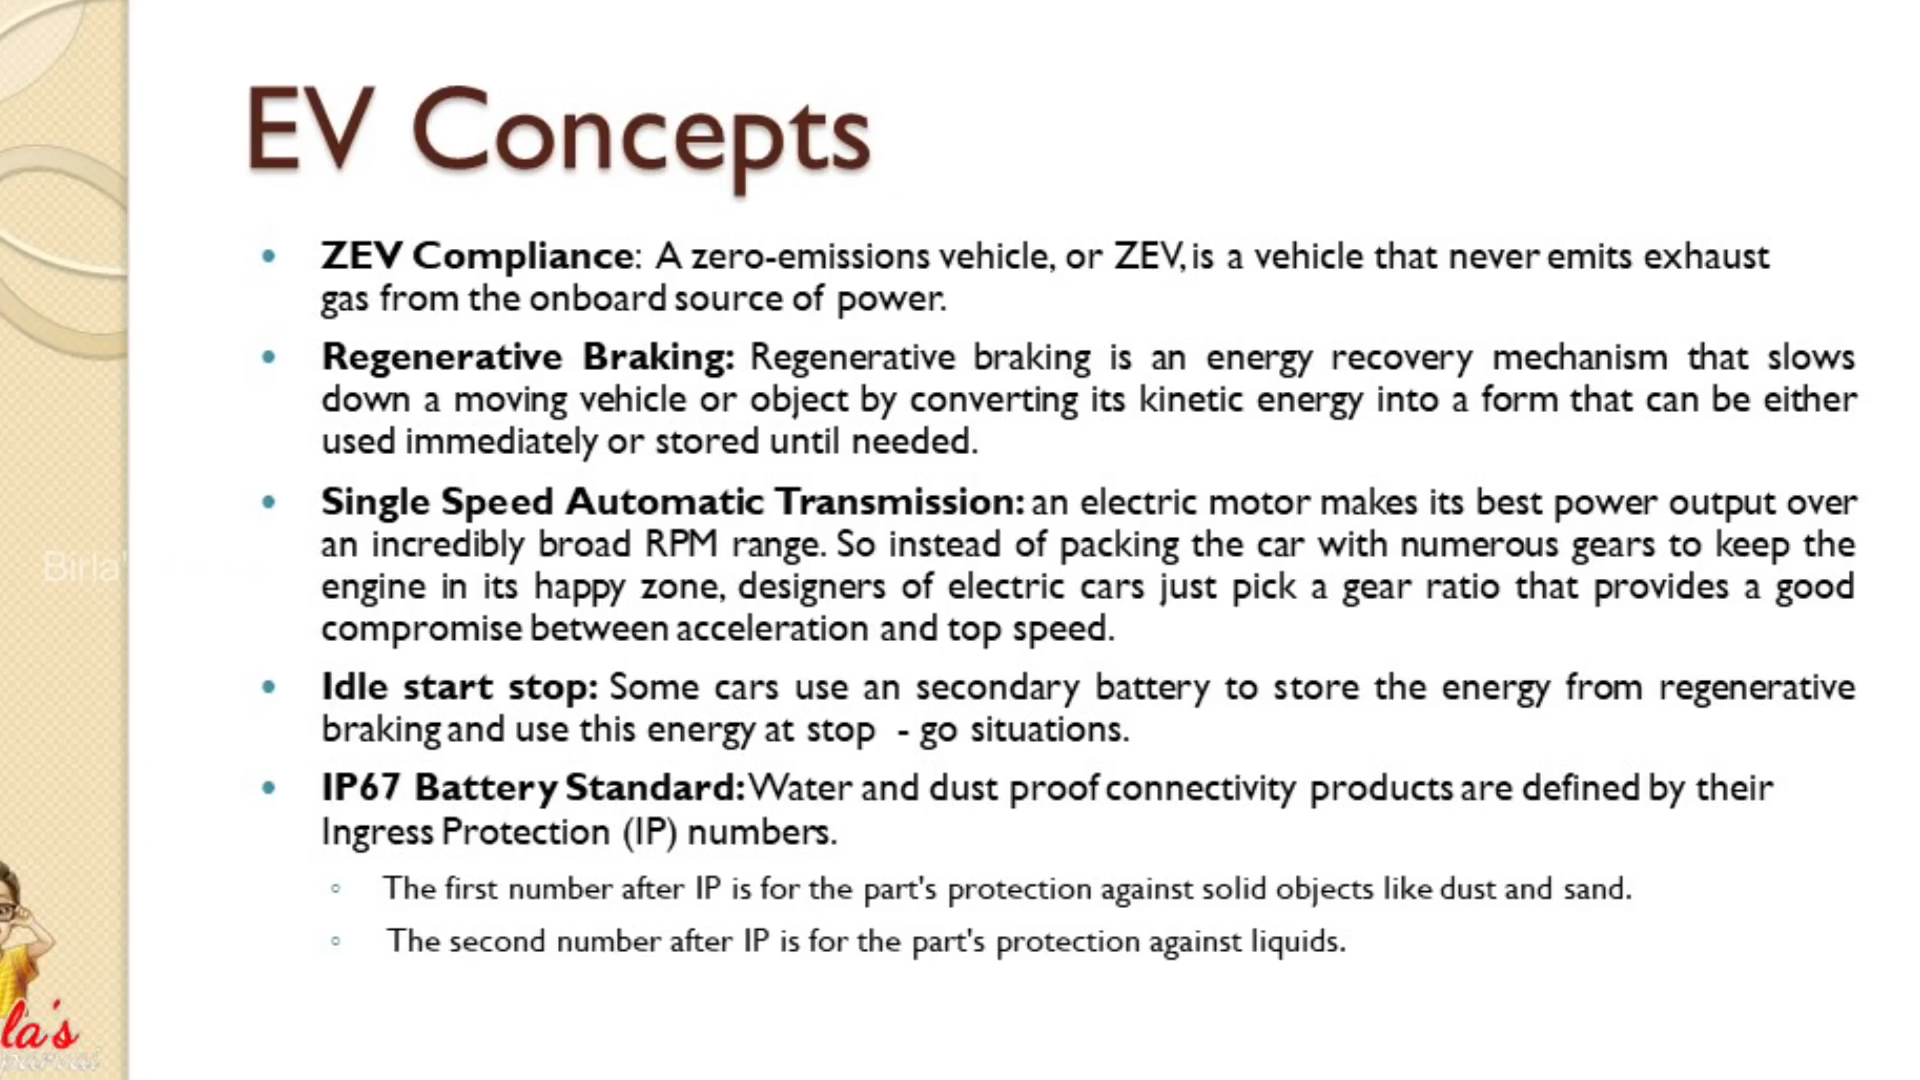 EV Concepts
• ZEV Compliance: A zero-emissions vehicle, or ZEV, is a vehicle that never emits exhaust
gas from the onboard source of power.
• Regenerative Braking: Regenerative braking is an energy recovery mechanism that slows
down a moving vehicle or object by converting its kinetic energy into a form that can be either
used immediately or stored until needed.
• Single Speed Automatic Transmission: an electric motor makes its best power output over
an incredibly broad RPM range. So instead of packing the car with numerous gears to keep the
engine in its happy zone, designers of electric cars just pick a gear ratio that provides a good
compromise between acceleration and top speed.
• Idle start stop: Some cars use an secondary battery to store the energy from regenerative
braking and use this energy at stop - go situations.
• IP67 Battery Standard: Water and dust proof connectivity products are defined by their
Ingress Protection (IP) numbers.
◦ The first number after IP is for the part's protection against solid objects like dust and sand.
◦ The second number after IP is for the part's protection against liquids.
Birla'
la's